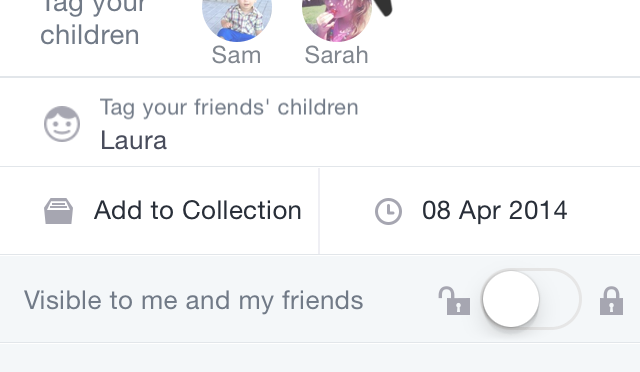 Tag your
children
Sam
Sarah
Tag your friends' children
Laura
Add to Collection
08 Apr 2014
Visible to me and my friends